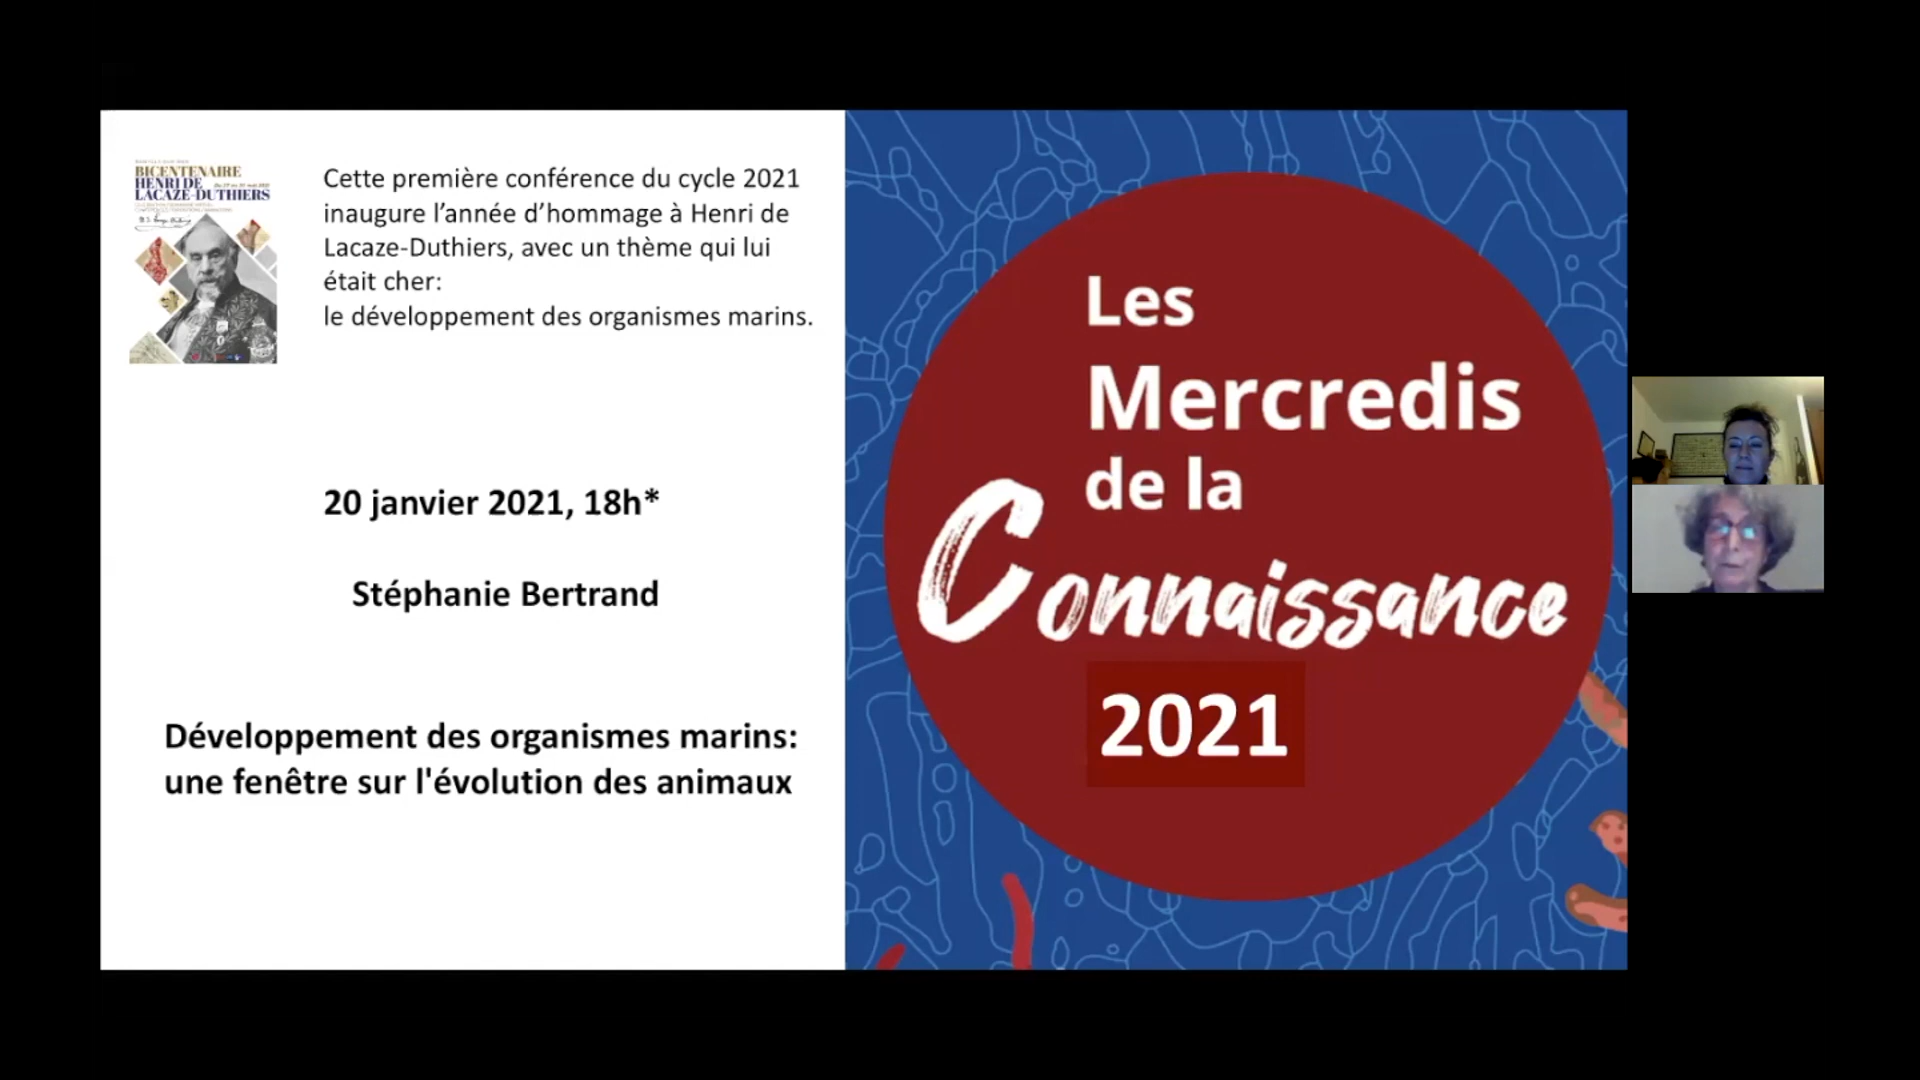 BICENTENAIRE
HENRI DE
LACAZE-DUTHIERS
Cette première conférence du cycle 2021
inaugure l’année d’hommage à Henri de
Lacaze-Duthiers, avec un thème qui lui
était cher:
le développement des organismes marins.
20 janvier 2021, 18h*
Stéphanie Bertrand
Développement des organismes marins:
une fenêtre sur l'évolution des animaux
Les
Mercredis
de la
Connaissance
2021